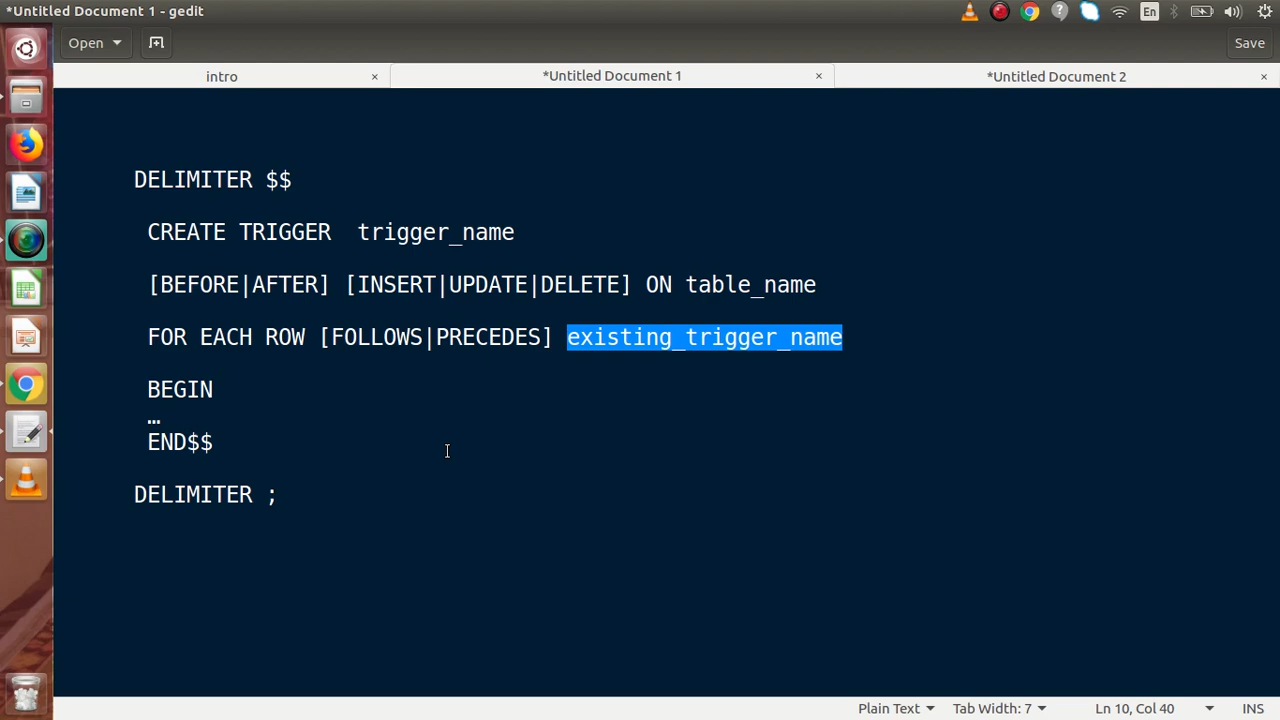 *Untitled Document 1 - gedit
En
Open
Save
intro
*Untitled Document 1
*Untitled Document 2
DELIMITER $$
CREATE TRIGGER  trigger_name
[BEFORE|AFTER] [INSERT|UPDATE|DELETE] ON table_name
FOR EACH ROW [FOLLOWS|PRECEDES] existing_trigger_name
BEGIN
…
END$$
DELIMITER ;
Plain Text
Tab Width: 7
Ln 10, Col 40
INS